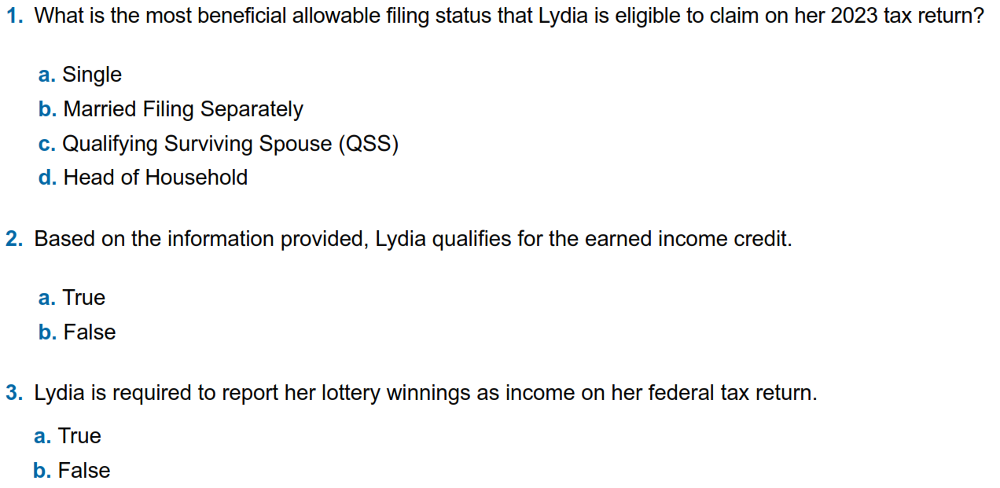 1. What is the most beneficial allowable filing status that Lydia is eligible to claim on her 2023 tax return?
a. Single
b. Married Filing Separately
c. Qualifying Surviving Spouse (QSS)
d. Head of Household
2. Based on the information provided, Lydia qualifies for the earned income credit.
a. True
b. False
3. Lydia is required to report her lottery winnings as income on her federal tax return.
a. True
b. False